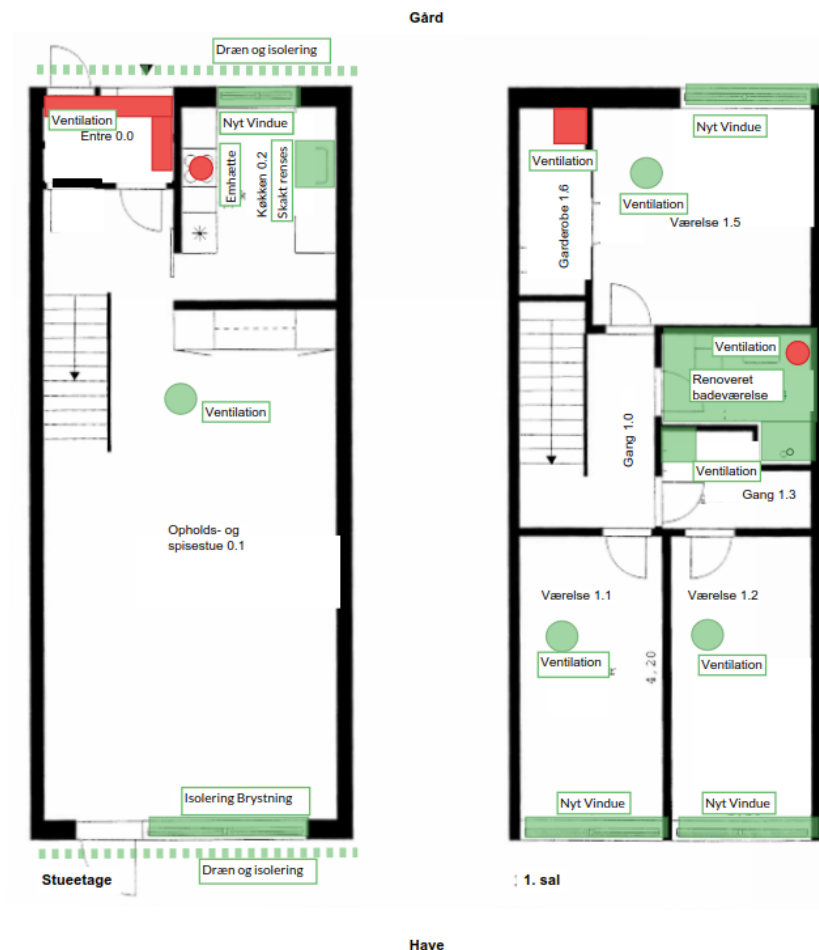 Gård
Dræn og isolering
Ventilation
Entre 0.0
Nyt Vindue
Emhætte
Køkken 0.2
Skakt renses
Ventilation
Opholds- og
spisestue 0.1
Isolering Brystning
Dræn og isolering
Stueetage
Nyt Vindue
Ventilation
Garderobe 1.6
Ventilation
Værelse 1.5
Ventilation
Renoveret
badeværelse
Gang 1.0
Ventilation
Gang 1.3
Værelse 1.1
Værelse 1.2
Ventilation
4,20
Ventilation
Nyt Vindue
Nyt Vindue
1. sal
Have